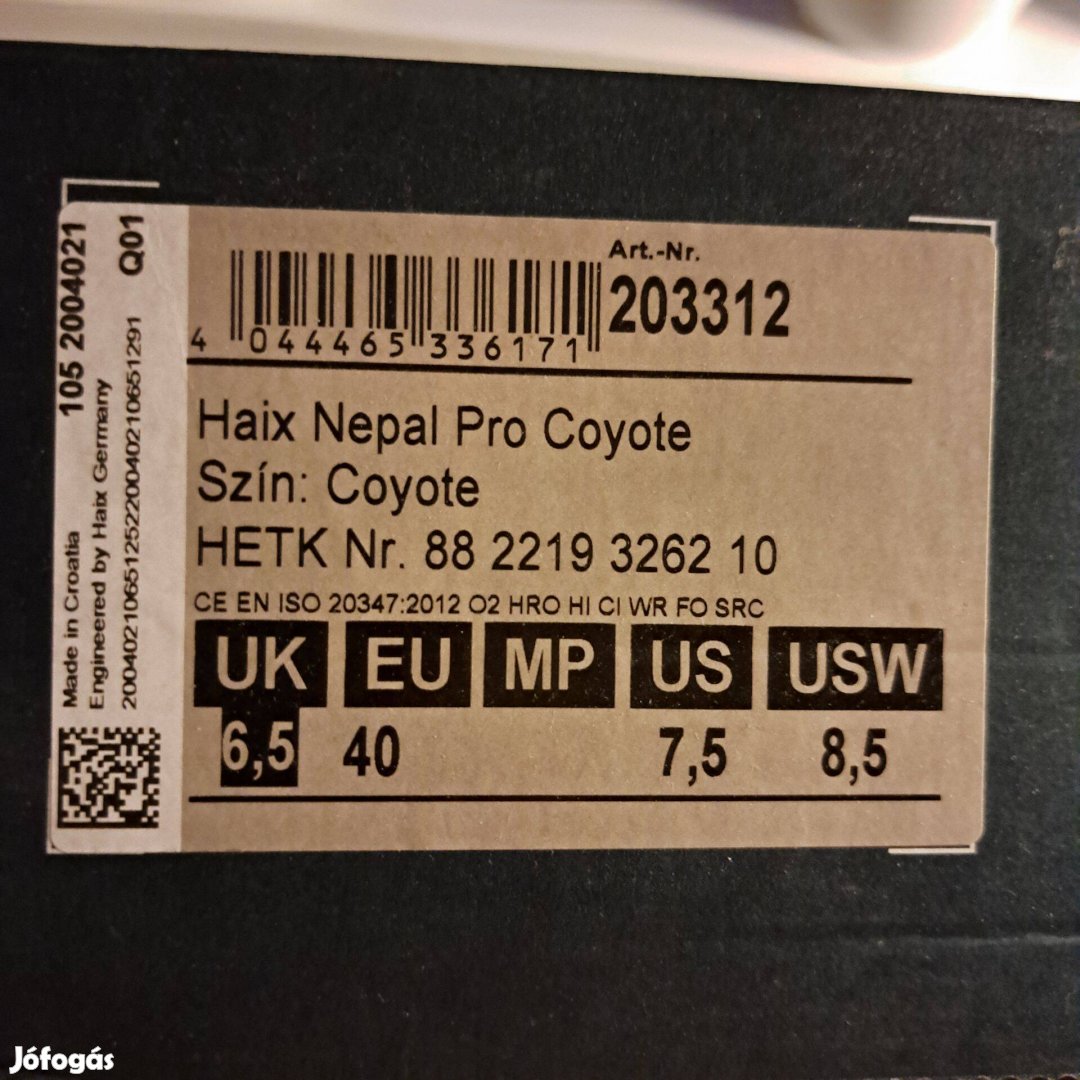 105 2004021 Q01
Made in Croatia
Engineered by Haix Germany
2004021065125220040210651291
Art.-Nr.
203312
4 044465 336171
Haix Nepal Pro Coyote
Szín: Coyote
HETK Nr. 88 2219 3262 10
CE EN ISO 20347:2012 O2 HRO HI CI WR FO SRC
UK EU MP US USW
6,5 40 7,5 8,5
Jófogás